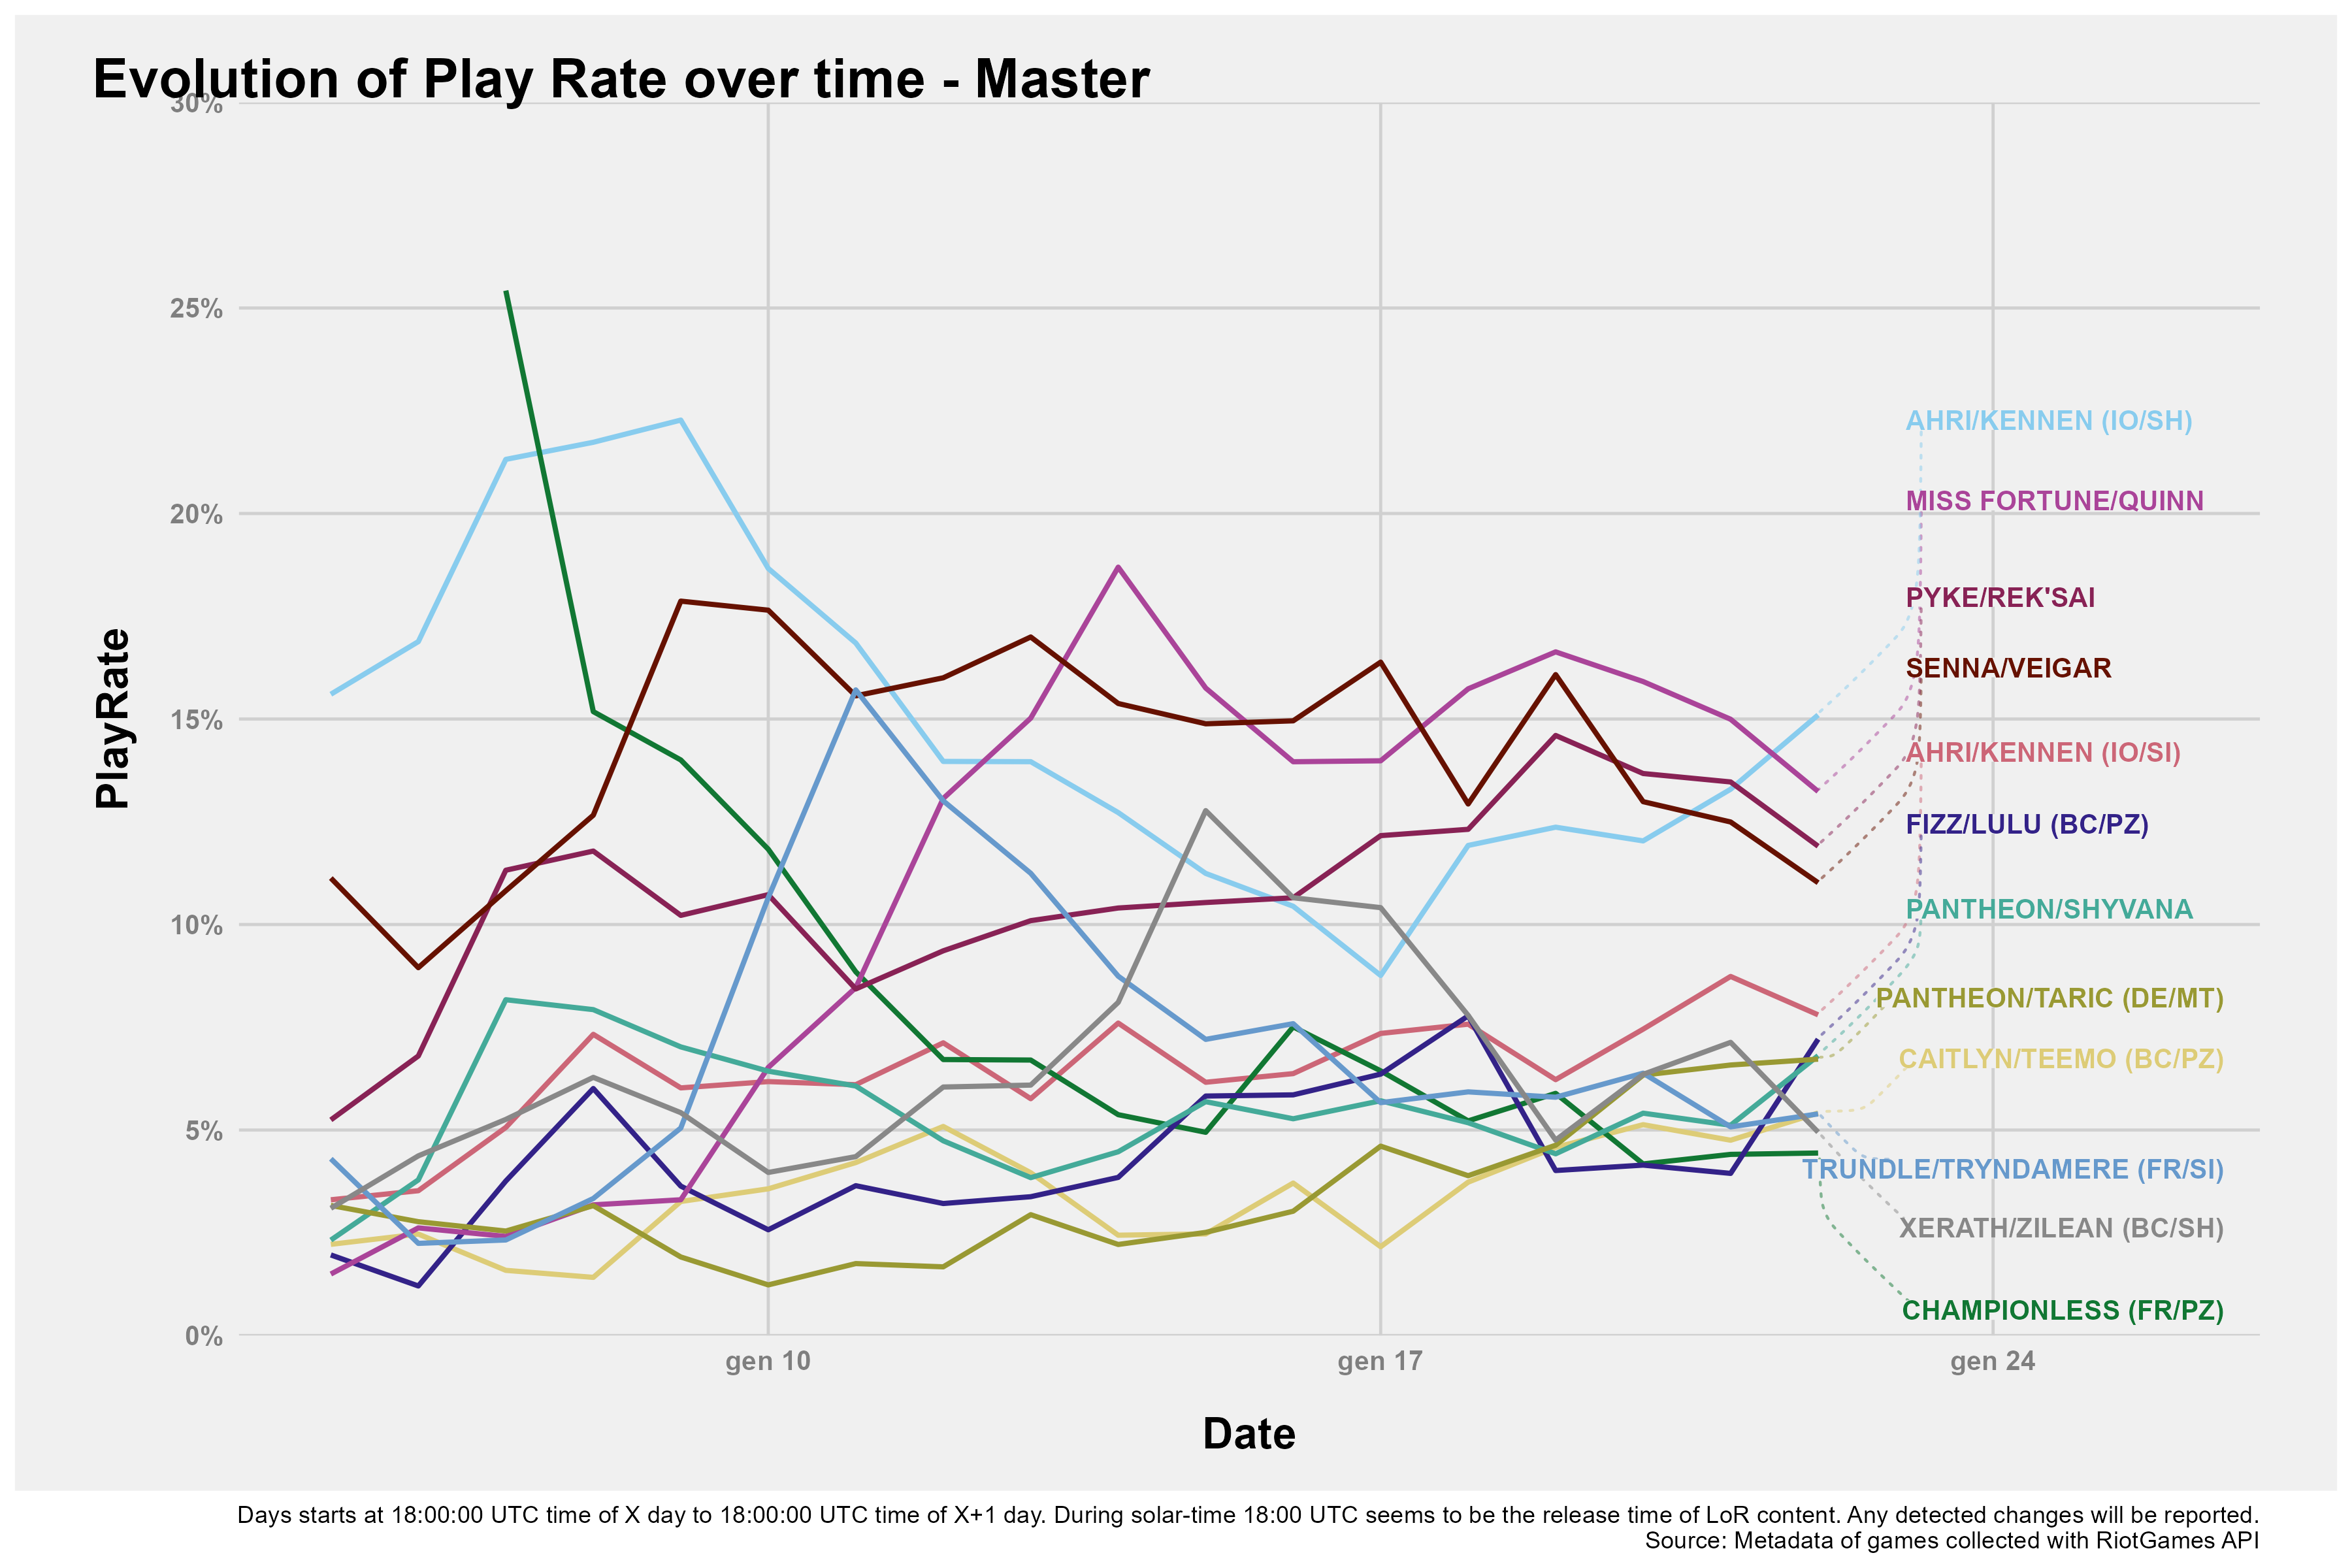 Evolution of Play Rate over time - Master
30%
25%
20%
15%
10%
5%
0%
PlayRate
AHRI/KENNEN (IO/SH)
MISS FORTUNE/QUINN
PYKE/REK'SAI
SENNA/VEIGAR
AHRI/KENNEN (IO/SI)
FIZZ/LULU (BC/PZ)
PANTHEON/SHYVANA
PANTHEON/TARIC (DE/MT)
CAITLYN/TEEMO (BC/PZ)
TRUNDLE/TRYNDAMERE (FR/SI)
XERATH/ZILEAN (BC/SH)
CHAMPIONLESS (FR/PZ)
gen 10
gen 17
gen 24
Date
Days starts at 18:00:00 UTC time of X day to 18:00:00 UTC time of X+1 day. During solar-time 18:00 UTC seems to be the release time of LoR content. Any detected changes will be reported.
Source: Metadata of games collected with RiotGames API